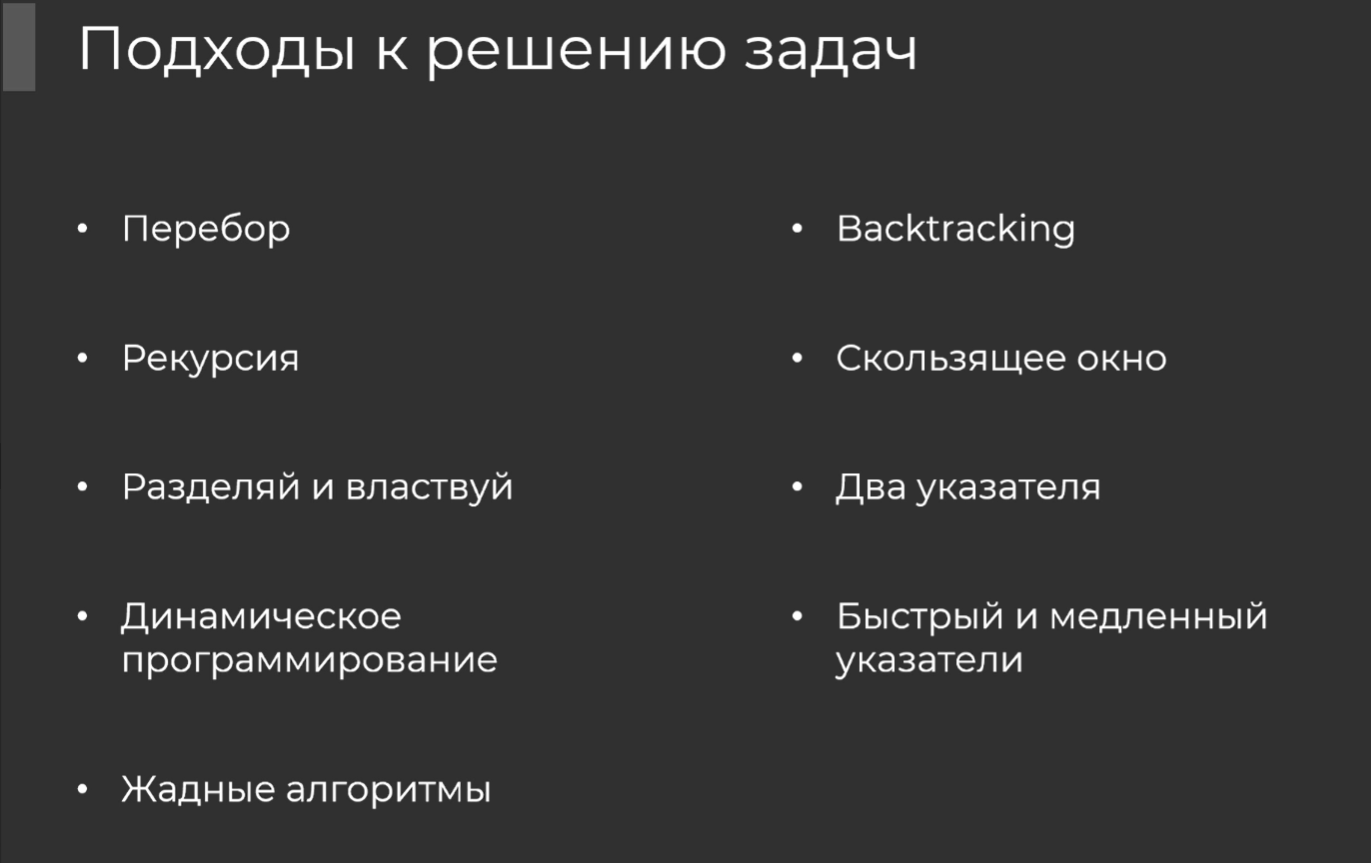 Подходы к решению задач
• Перебор
• Рекурсия
• Разделяй и властвуй
• Динамическое
программирование
• Жадные алгоритмы
• Backtracking
• Скользящее окно
• Два указателя
• Быстрый и медленный
указатели